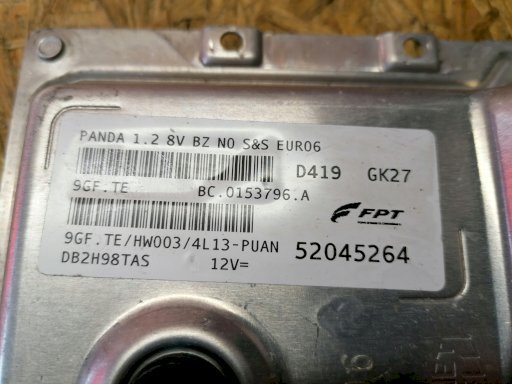 PANDA 1.2 8V BZ NO S&S EURO6
D419 GK27
9GF.TE BC.0153796.A
FPT
9GF.TE/HW003/4L13-PUAN 52045264
DB2H98TAS 12V=